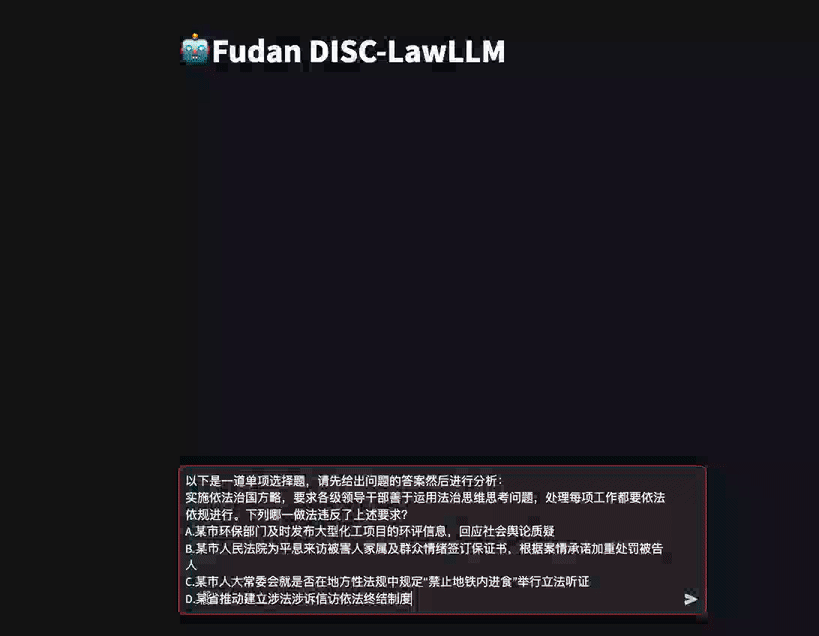 Fudan DISC-LawLLM
以下是一道单项选择题，请先给出问题的答案然后进行分析：
实施依法治国方略，要求各级领导干部善于运用法治思维思考问题，处理每项工作都要依法
依规进行。下列哪一做法违反了上述要求？
A.某市环保部门及时发布大型化工项目的环评信息，回应社会舆论质疑
B.某市人民法院为平息来访被害人家属及群众情绪签订保证书，根据案情承诺加重处罚被告
人
C.某市人大常委会就是否在地方性法规中规定“禁止地铁内进食”举行立法听证
D.某省推动建立涉法涉诉信访依法终结制度